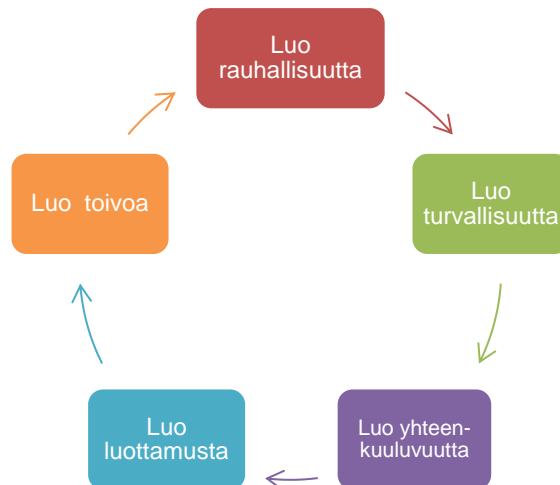 Luo
rauhallisuutta
Luo
turvallisuutta
Luo yhteen-
kuuluvuutta
Luo
luottamusta
Luo toivoa